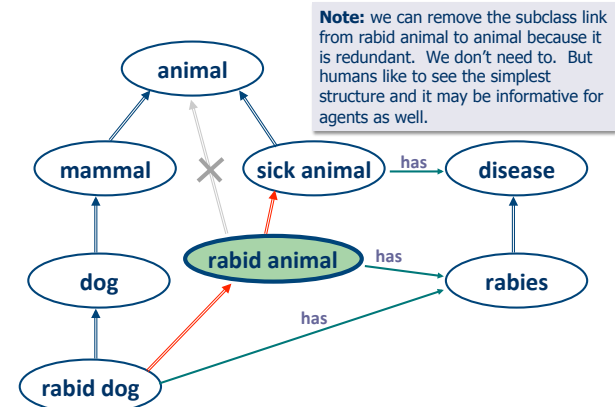 Note: we can remove the subclass link
from rabid animal to animal because it
is redundant. We don’t need to. But
humans like to see the simplest
structure and it may be informative for
agents as well.
animal
mammal
sick animal
has
disease
rabid animal
has
dog
rabies
has
rabid dog